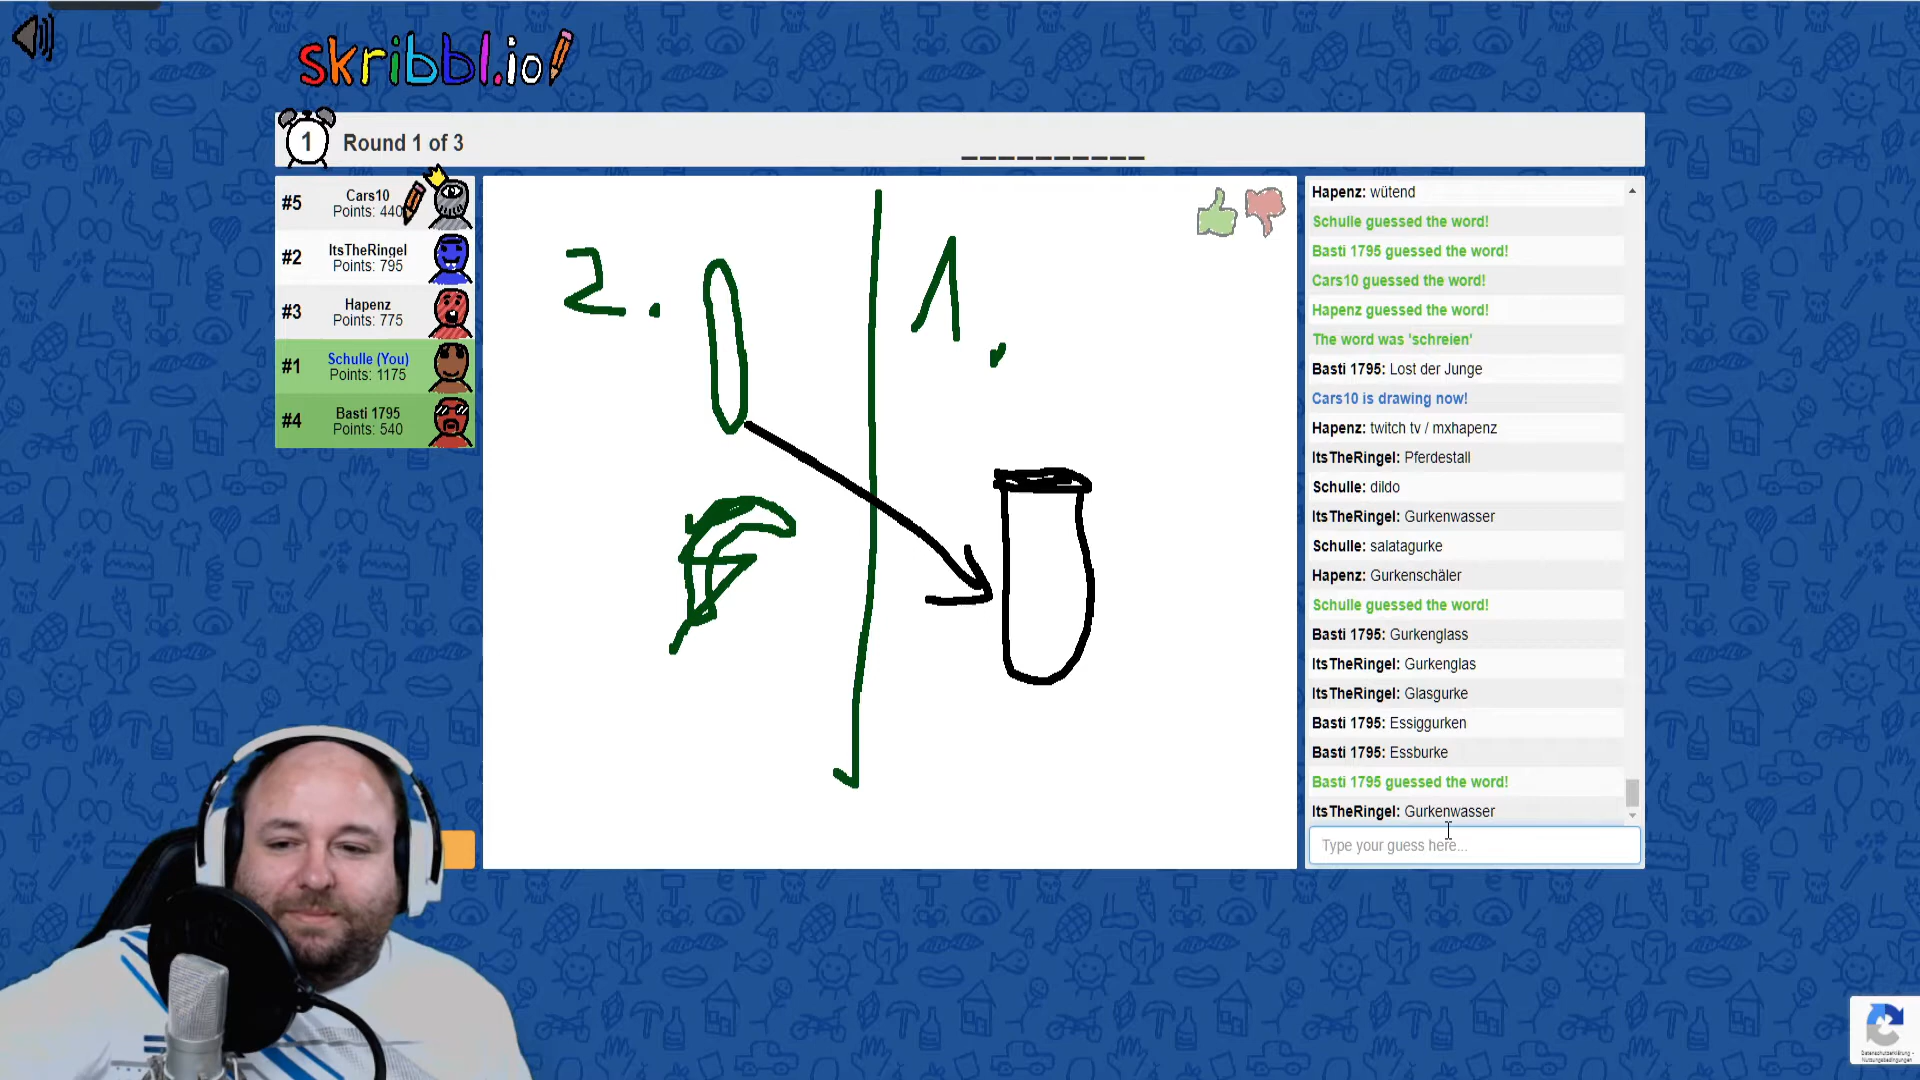 skribbl.io
1
Round 1 of 3
__________
#5
Cars10
Points: 440
#2
ItsTheRingel
Points: 795
#3
Hapenz
Points: 775
#1
Schulle (You)
Points: 1175
#4
Basti 1795
Points: 540
2.
1.
Hapenz: wütend
Schulle guessed the word!
Basti 1795 guessed the word!
Cars10 guessed the word!
Hapenz guessed the word!
The word was 'schreien'
Basti 1795: Lost der Junge
Cars10 is drawing now!
Hapenz: twitch tv / mxhapenz
ItsTheRingel: Pferdestall
Schulle: dildo
ItsTheRingel: Gurkenwasser
Schulle: salatagurke
Hapenz: Gurkenschäler
Schulle guessed the word!
Basti 1795: Gurkenglass
ItsTheRingel: Gurkenglas
ItsTheRingel: Glasgurke
Basti 1795: Essiggurken
Basti 1795: Essburke
Basti 1795 guessed the word!
ItsTheRingel: Gurkenwasser
Type your guess here...
Datenschutzerklärung -
Nutzungsbedingungen